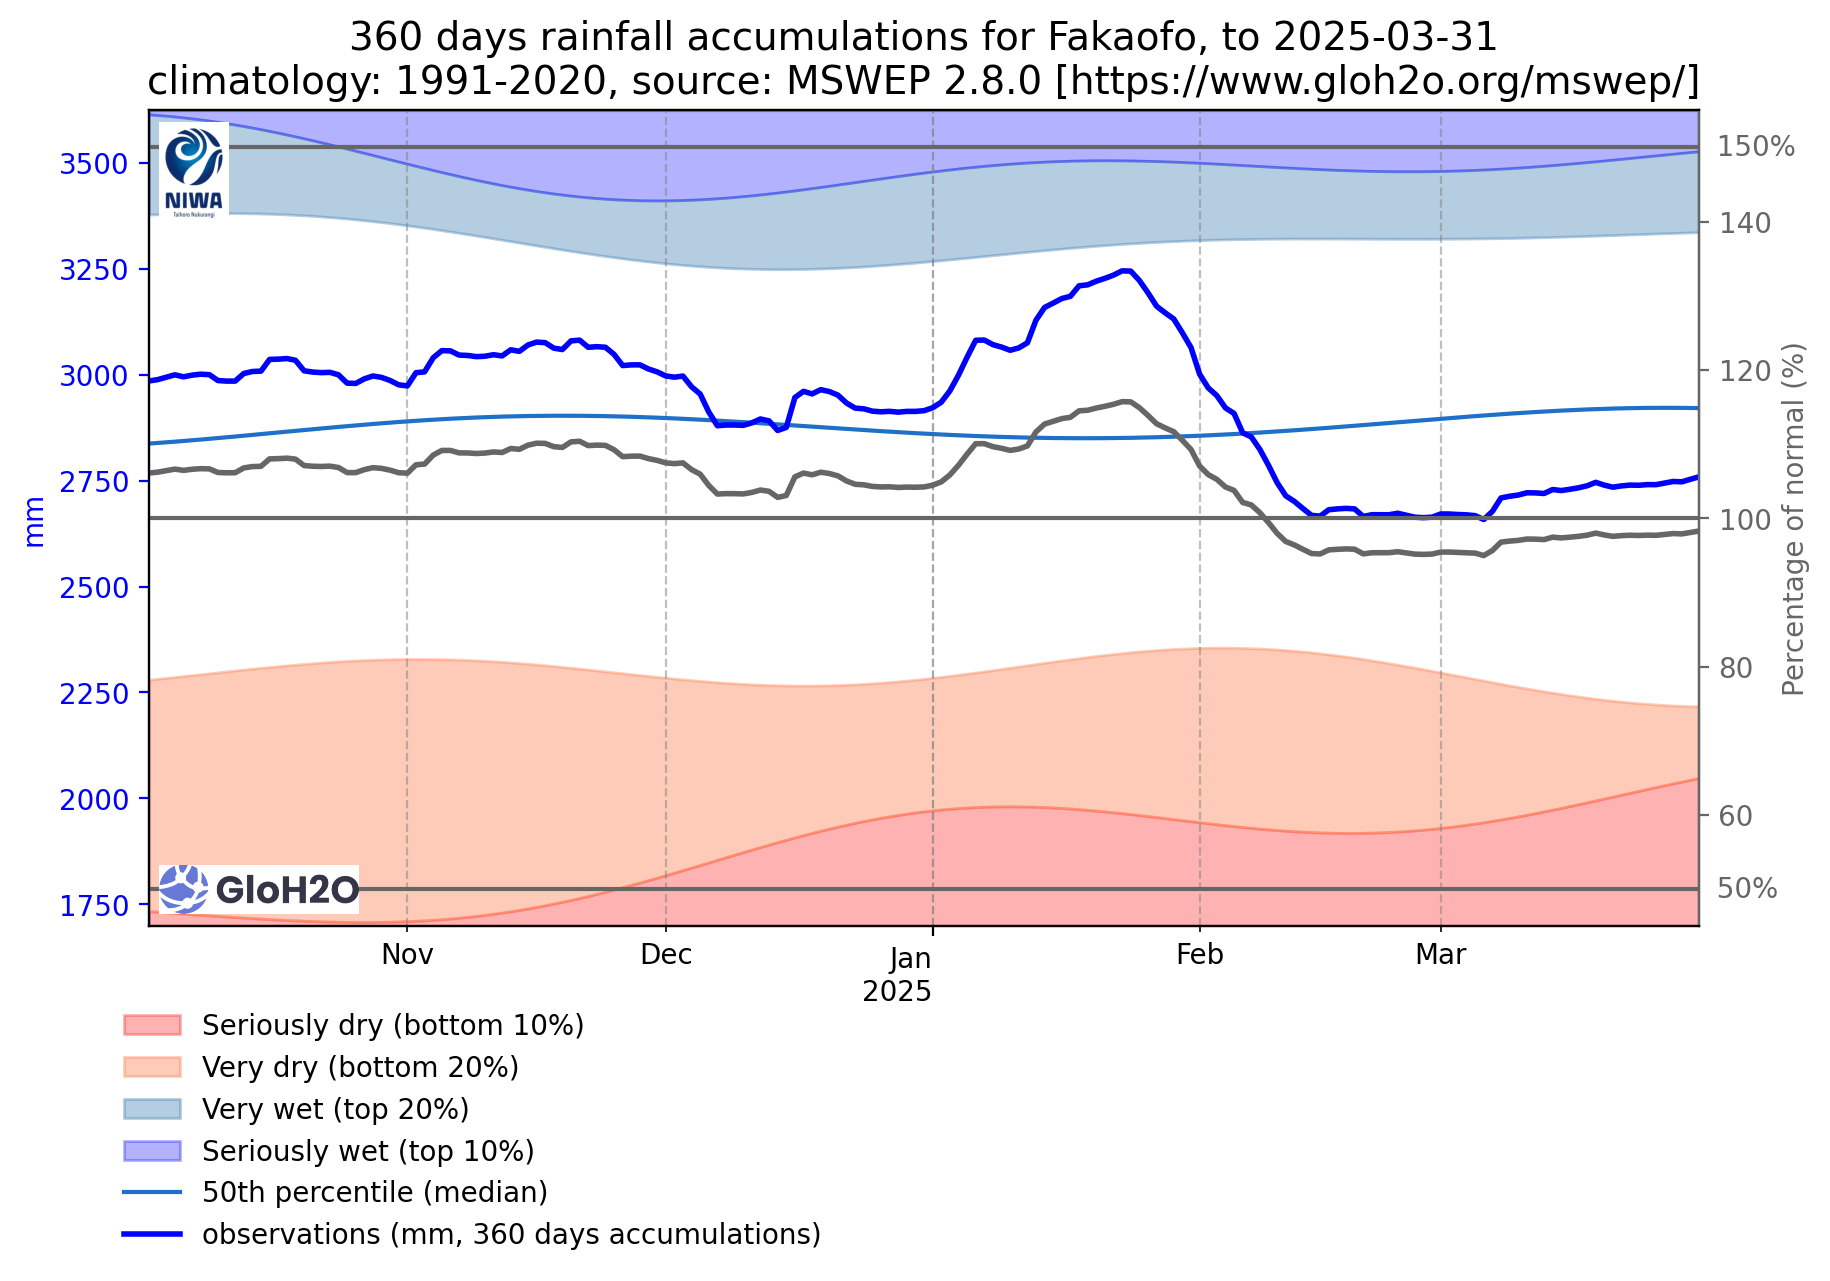 360 days rainfall accumulations for Fakaofo, to 2025-03-31
climatology: 1991-2020, source: MSWEP 2.8.0 [https://www.gloh2o.org/mswep/]
NIWA
Taihoro Nukurangi
3500
3250
3000
2750
2500
2250
2000
1750
mm
150%
140
120
100
80
60
50%
Percentage of normal (%)
GloH2O
Nov
Dec
Jan
2025
Feb
Mar
Seriously dry (bottom 10%)
Very dry (bottom 20%)
Very wet (top 20%)
Seriously wet (top 10%)
50th percentile (median)
observations (mm, 360 days accumulations)